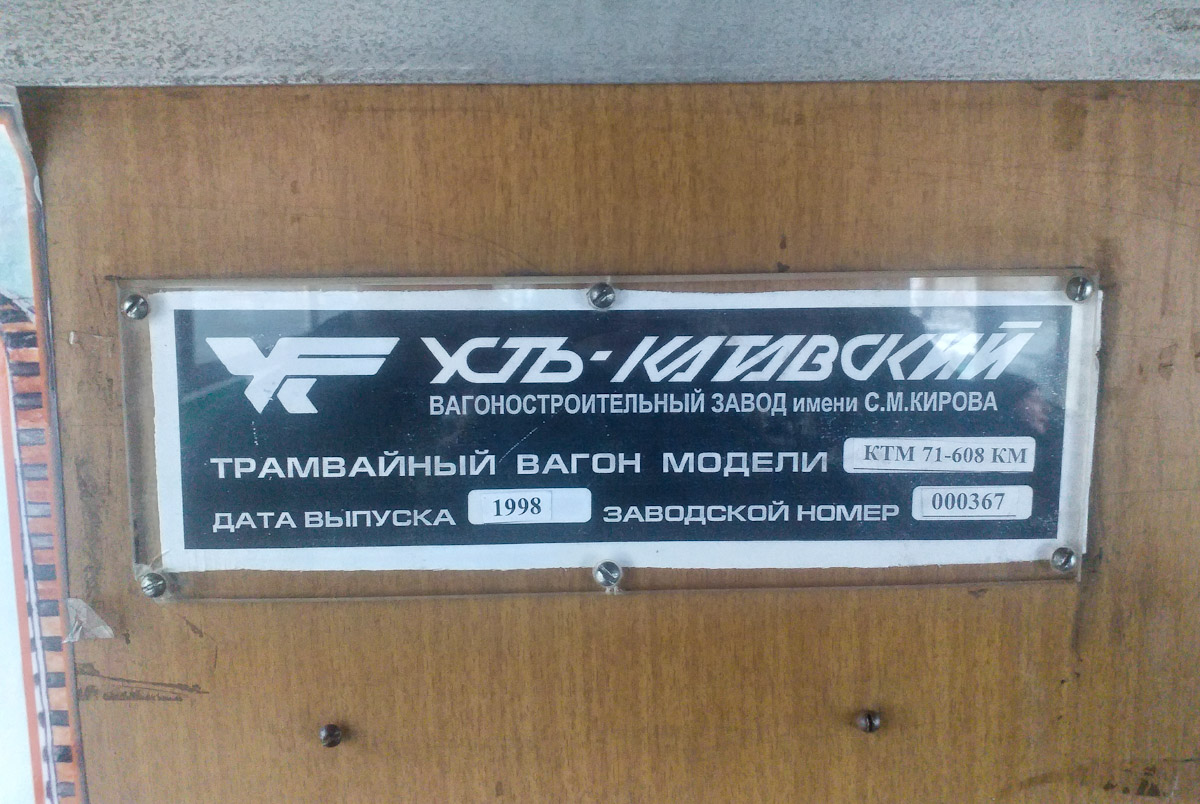 УСТЬ-КАТАВСКИЙ
ВАГОНОСТРОИТЕЛЬНЫЙ ЗАВОД имени С.М.КИРОВА
ТРАМВАЙНЫЙ ВАГОН МОДЕЛИ КТМ 71-608 КМ
ДАТА ВЫПУСКА 1998 ЗАВОДСКОЙ НОМЕР 000367